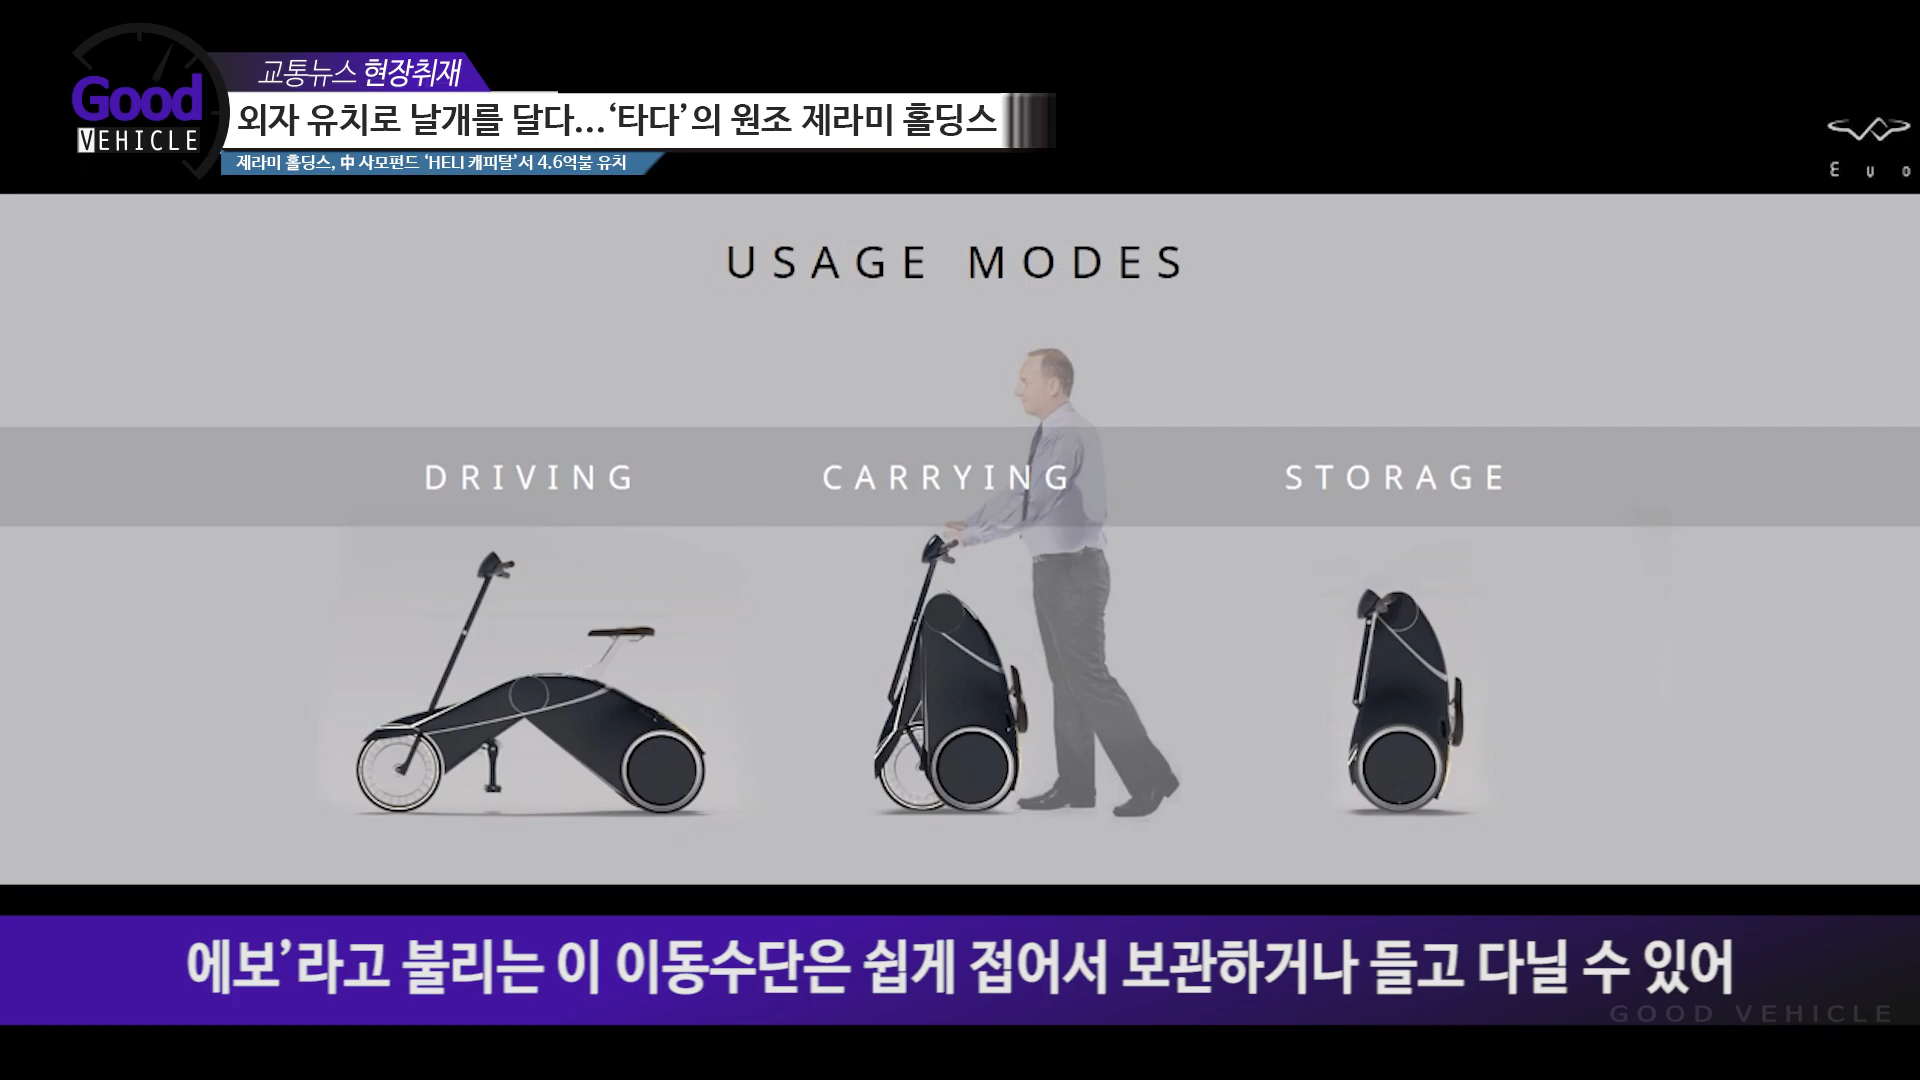 교통뉴스 현장취재
Good
VEHICLE
외자 유치로 날개를 달다...‘타다’의 원조 제라미 홀딩스
제라미 홀딩스, 中 사모펀드 ‘HELI 캐피탈’서 4.6억불 유치
Evo
USAGE MODES
DRIVING CARRYING STORAGE
에보’라고 불리는 이 이동수단은 쉽게 접어서 보관하거나 들고 다닐 수 있어
GOOD VEHICLE